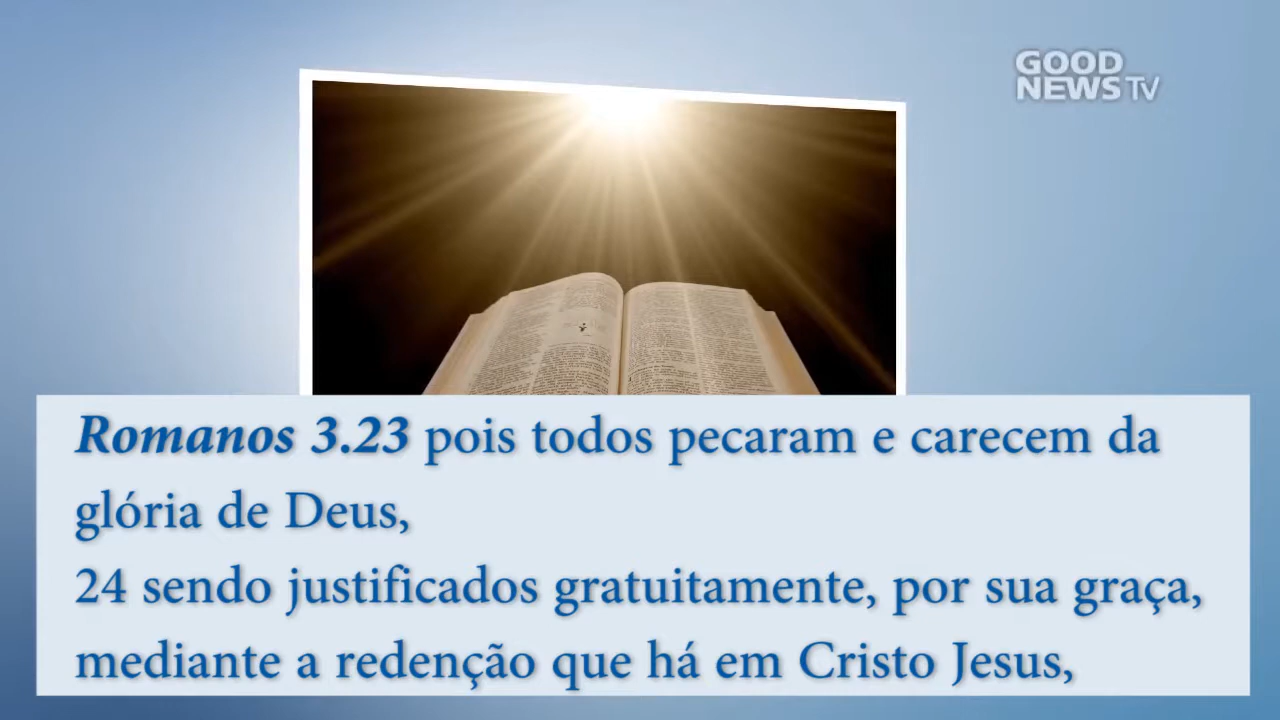 GOOD
NEWS TV
Romanos 3.23 pois todos pecaram e carecem da
glória de Deus,
24 sendo justificados gratuitamente, por sua graça,
mediante a redenção que há em Cristo Jesus,